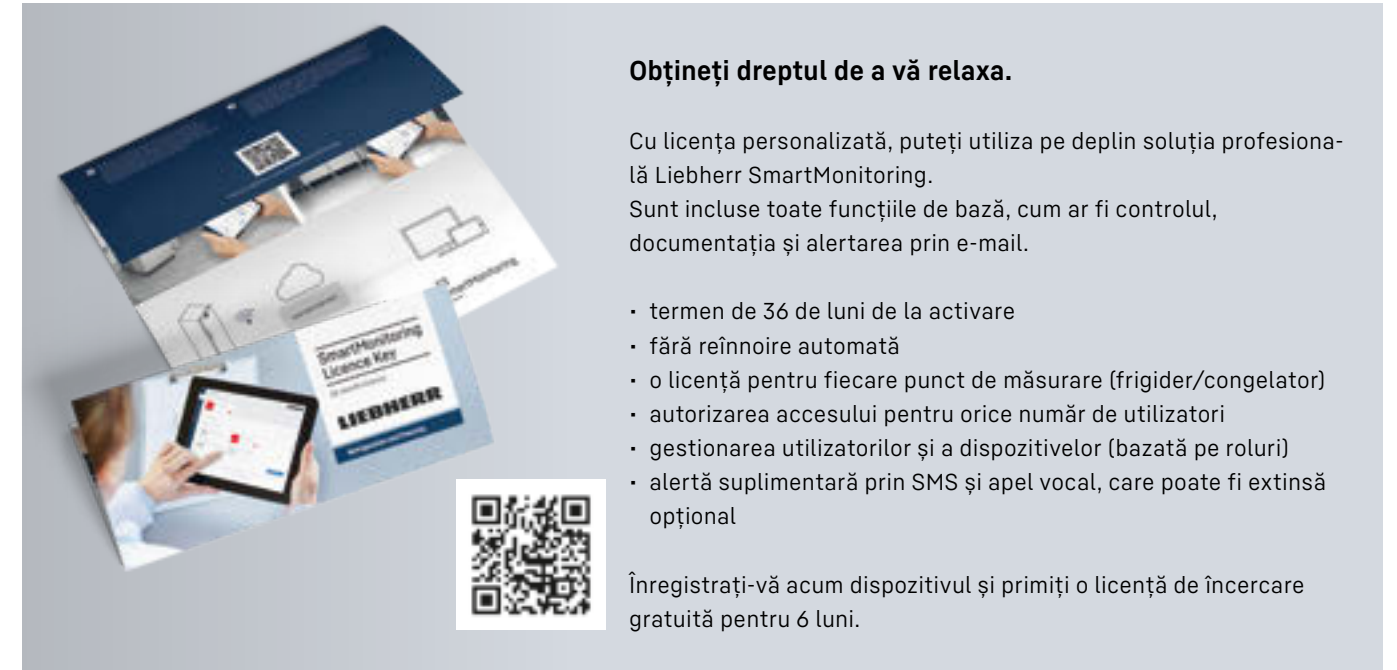 Obțineți dreptul de a vă relaxa.
Cu licența personalizată, puteți utiliza pe deplin soluția profesiona-
lă Liebherr SmartMonitoring.
Sunt incluse toate funcțiile de bază, cum ar fi controlul,
documentația și alertarea prin e-mail.
· termen de 36 de luni de la activare
· fără reînnoire automată
· o licență pentru fiecare punct de măsurare (frigider/congelator)
· autorizarea accesului pentru orice număr de utilizatori
· gestionarea utilizatorilor și a dispozitivelor (bazată pe roluri)
· alertă suplimentară prin SMS și apel vocal, care poate fi extinsă
opțional
Înregistrați-vă acum dispozitivul și primiți o licență de încercare
gratuită pentru 6 luni.
SmartMonitoring
SmartMonitoring
Licence Key
LIEBHERR